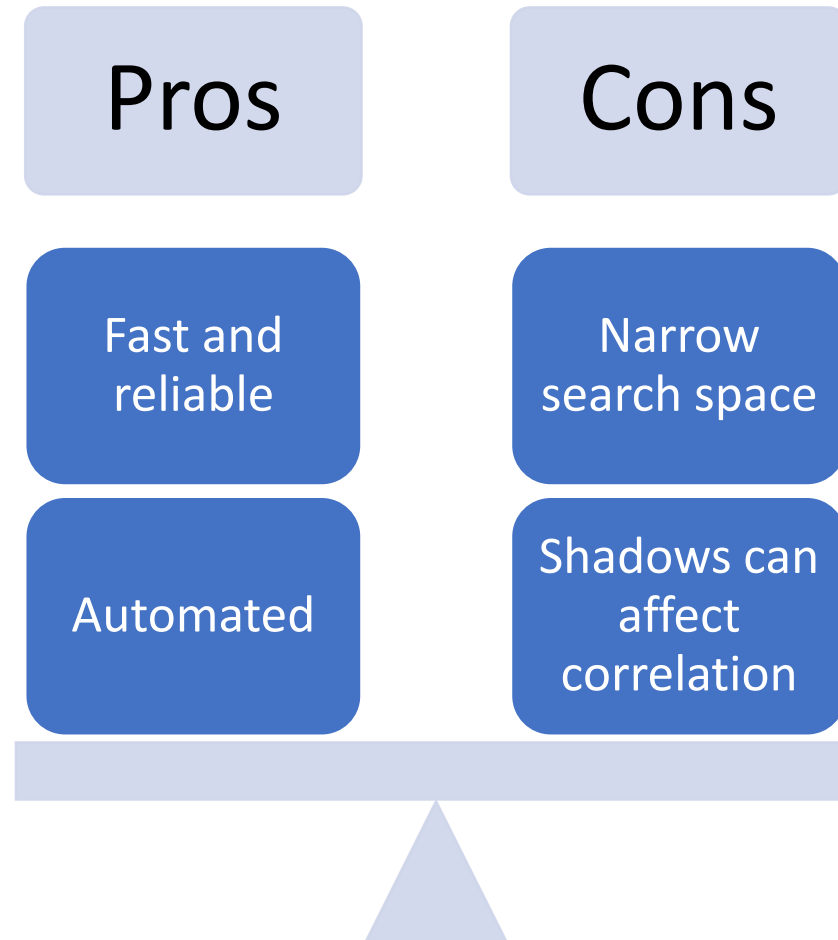 Pros
Cons
Fast and
reliable
Narrow
search space
Automated
Shadows can
affect
correlation